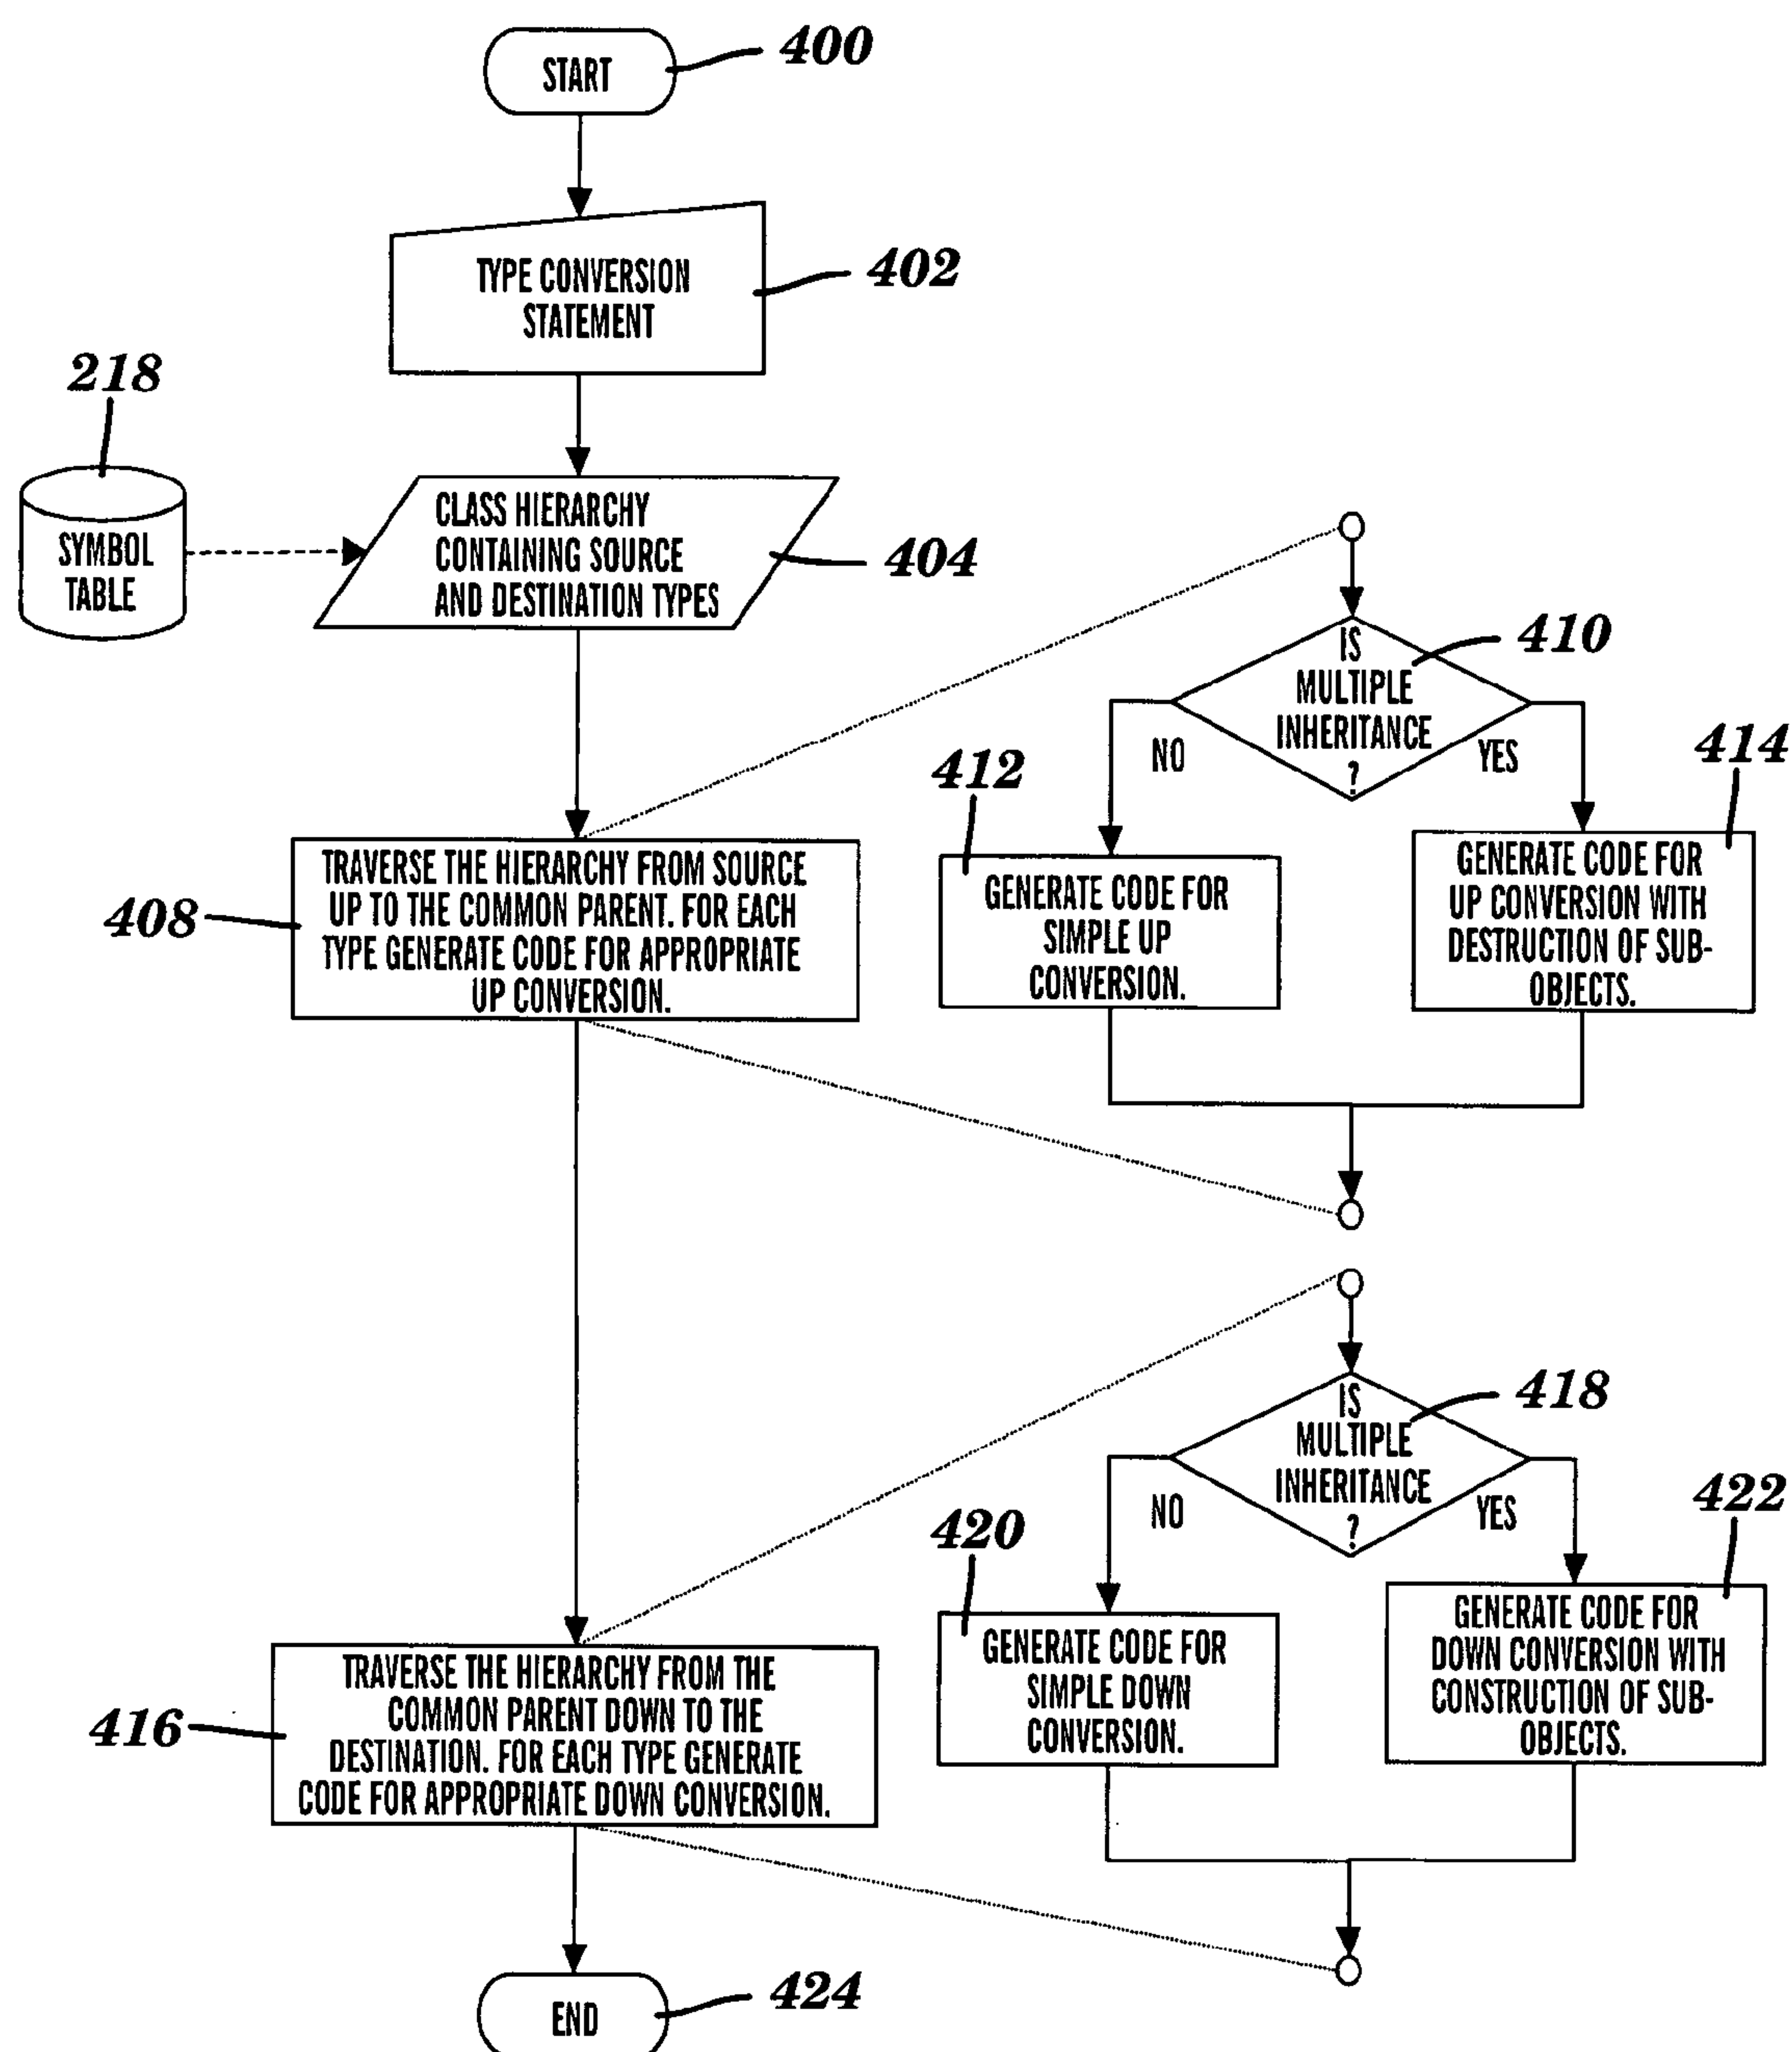 START
400
TYPE CONVERSION
STATEMENT
402
218
SYMBOL
TABLE
CLASS HIERARCHY
CONTAINING SOURCE
AND DESTINATION TYPES
404
IS
MULTIPLE
INHERITANCE
?
410
NO
YES
412
414
TRAVERSE THE HIERARCHY FROM SOURCE
UP TO THE COMMON PARENT. FOR EACH
TYPE GENERATE CODE FOR APPROPRIATE
UP CONVERSION.
408
GENERATE CODE FOR
SIMPLE UP
CONVERSION.
GENERATE CODE FOR
UP CONVERSION WITH
DESTRUCTION OF SUB-
OBJECTS.
IS
MULTIPLE
INHERITANCE
?
418
NO
YES
420
422
TRAVERSE THE HIERARCHY FROM THE
COMMON PARENT DOWN TO THE
DESTINATION. FOR EACH TYPE GENERATE
CODE FOR APPROPRIATE DOWN CONVERSION.
416
GENERATE CODE FOR
SIMPLE DOWN
CONVERSION.
GENERATE CODE FOR
DOWN CONVERSION WITH
CONSTRUCTION OF SUB-
OBJECTS.
END
424